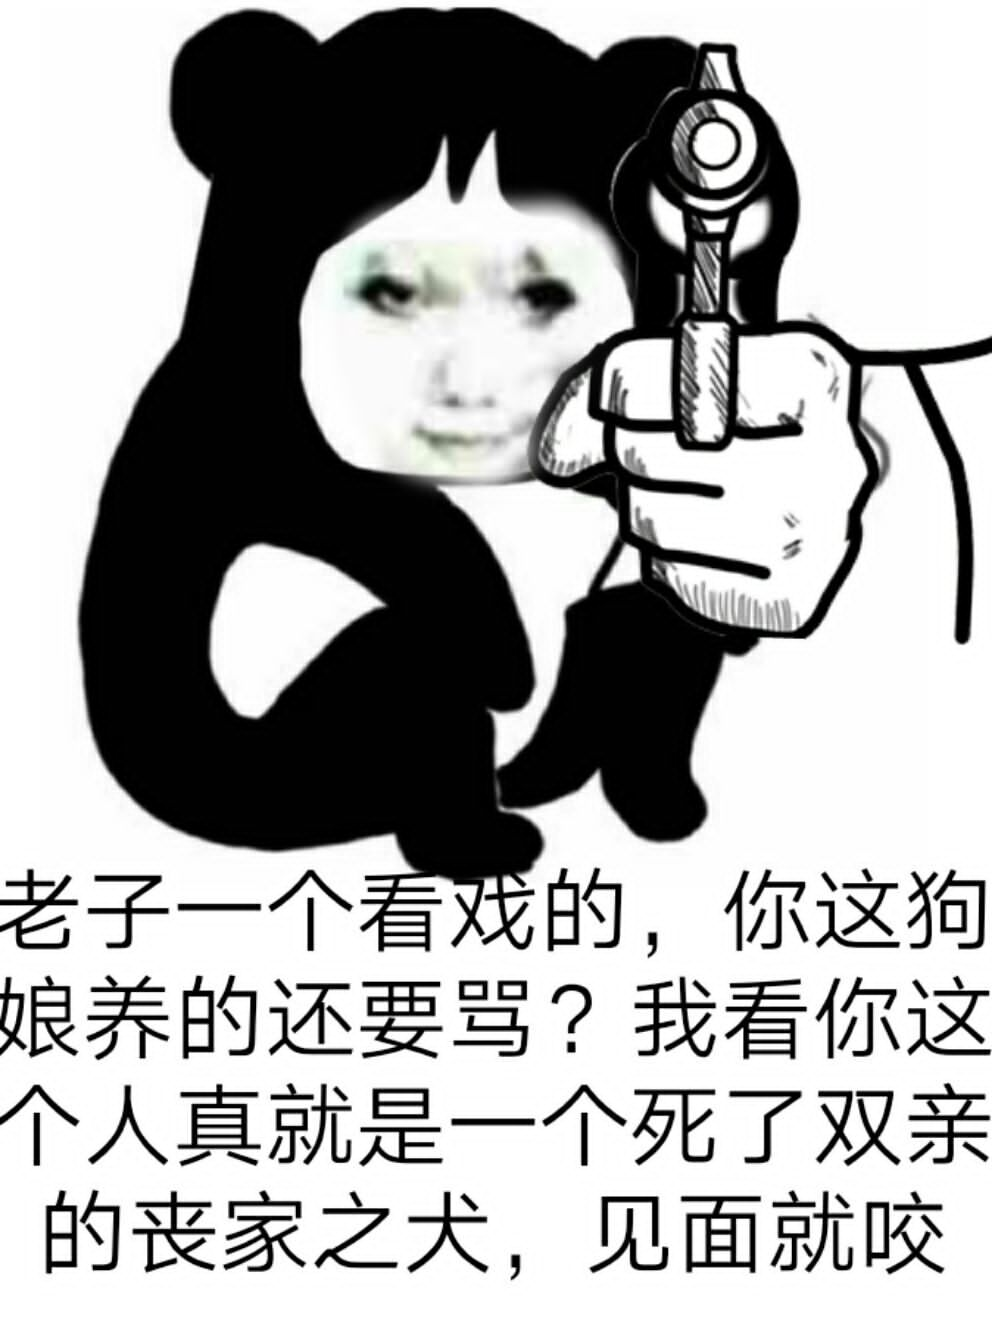 老子一个看戏的，你这狗
娘养的还要骂？我看你这
个人真就是一个死了双亲
的丧家之犬，见面就咬